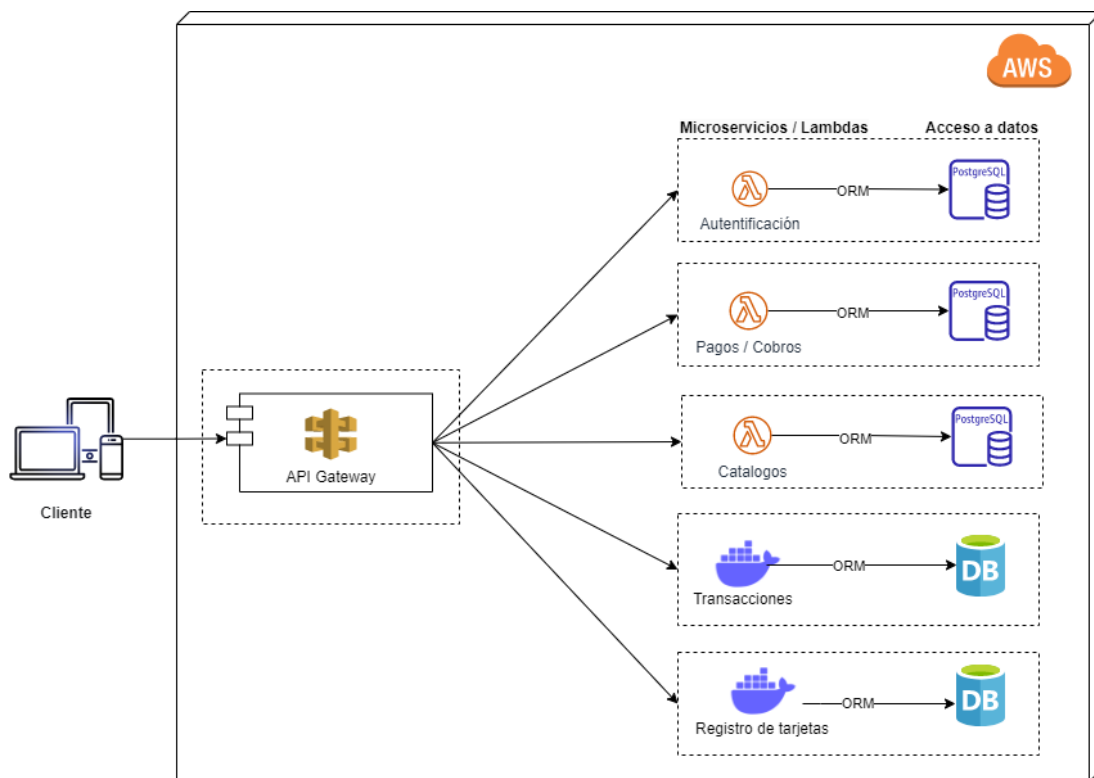 AWS
Microservicios / Lambdas
Acceso a datos
ORM
PostgreSQL
Autentificación
ORM
PostgreSQL
Pagos / Cobros
ORM
PostgreSQL
Catalogos
API Gateway
Cliente
ORM
DB
Transacciones
ORM
DB
Registro de tarjetas